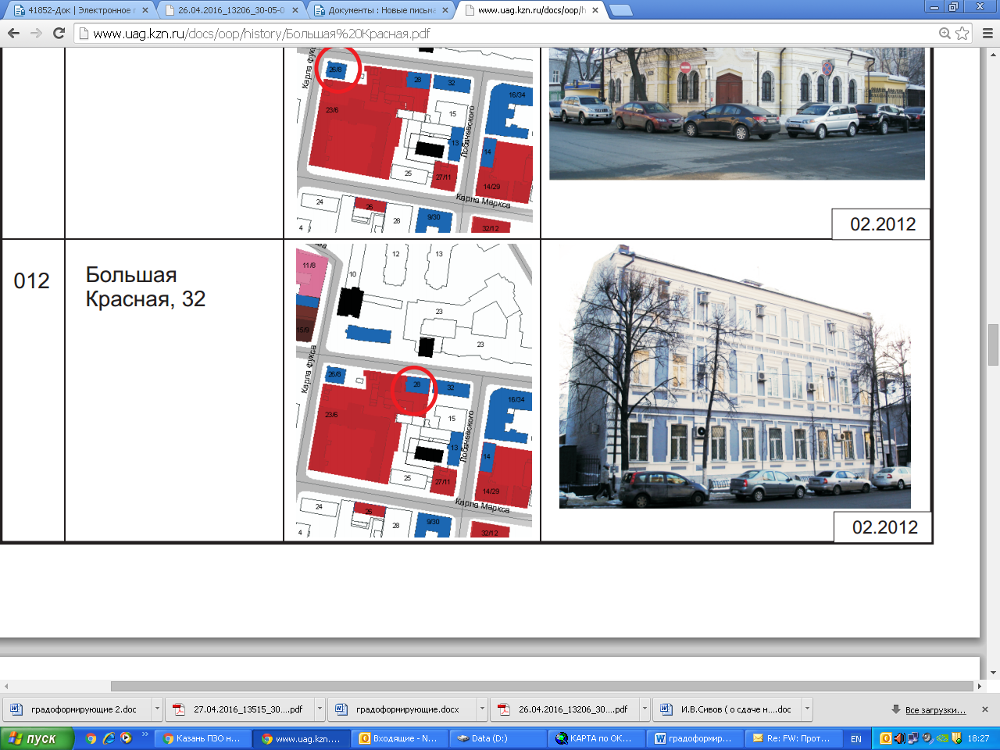 41852-Док | Электронное п
26.04.2016_13206_30-05-0
Документы : Новые письма
www.uag.kzn.ru/docs/oop/h
www.uag.kzn.ru/docs/oop/history/Большая%20Красная.pdf
Карла Фукса
26/8
28
32
16/34
23/6
15
Лобачевского
13
14
25
27/11
14/29
Карла Маркса
24
26
28
9/30
4
32/12
02.2012
012
Большая
Красная, 32
12
13
11/8
10
23
15/9
23
Карла Фукса
26/8
28
32
16/34
23/6
15
Лобачевского
13
14
25
27/11
14/29
Карла Маркса
24
26
28
9/30
4
32/12
02.2012
градоформирующие 2.doc
27.04.2016_13515_30....pdf
градоформирующие.docx
26.04.2016_13206_30....pdf
И.В.Сивов ( о сдаче н....doc
Все загрузки...
пуск
Казань ПЗО н...
www.uag.kzn....
Входящие - N...
Data (D:)
КАРТА по ОК...
градоформир...
Re: FW: Прот...
EN
18:27